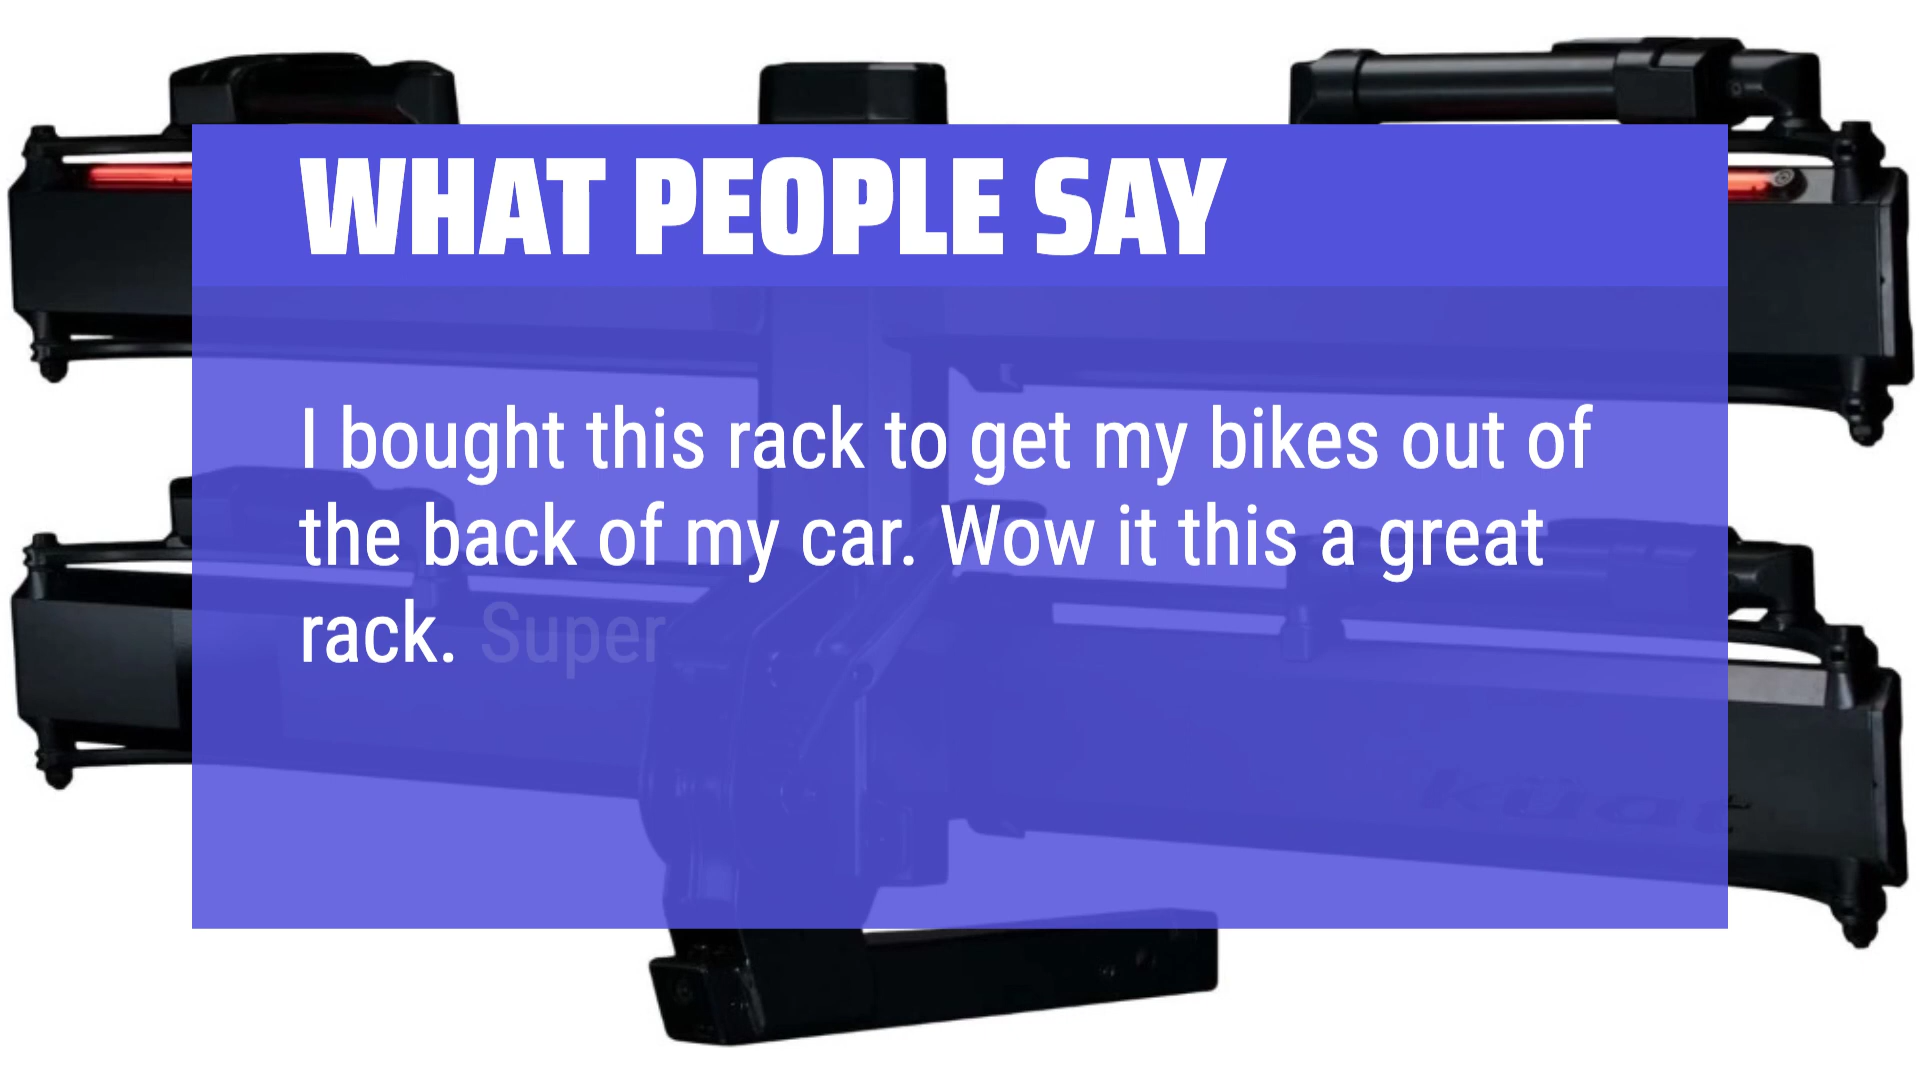 WHAT PEOPLE SAY
I bought this rack to get my bikes out of
the back of my car. Wow it this a great
rack. Super
küat